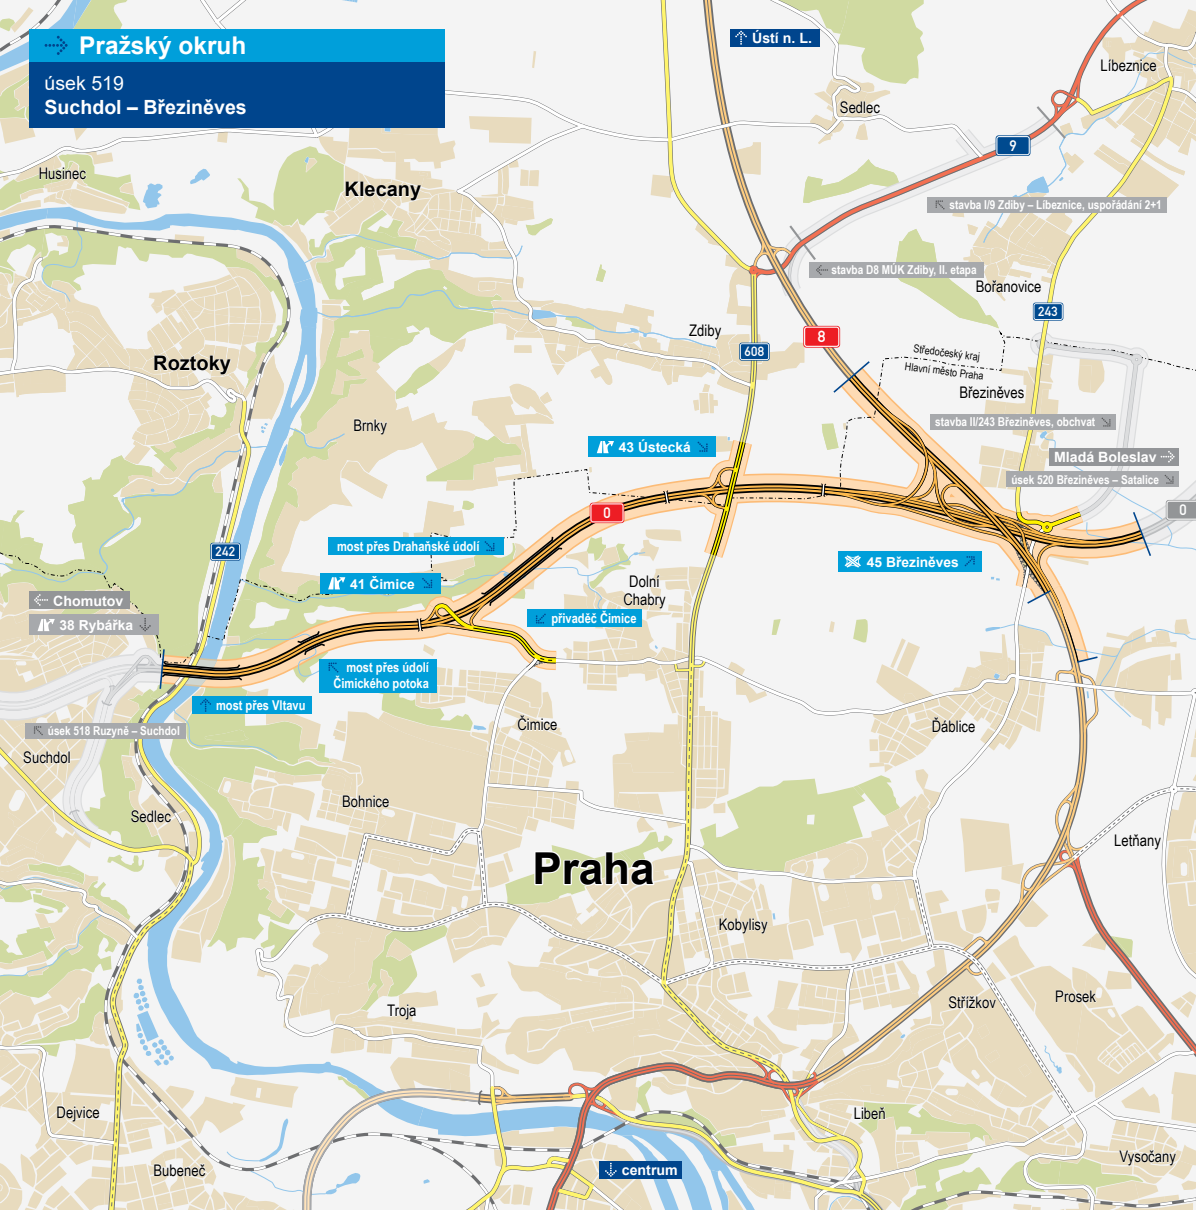 Pražský okruh
úsek 519
Suchdol – Březiněves
Ústí n. L.
Líbeznice
Sedlec
9
Husinec
Klecany
stavba I/9 Zdiby – Líbeznice, uspořádání 2+1
stavba D8 MÚK Zdiby, II. etapa
Bořanovice
243
Zdiby
8
608
Středočeský kraj
Hlavní město Praha
Roztoky
Březiněves
Brnky
stavba II/243 Březiněves, obchvat
43 Ústecká
Mladá Boleslav
úsek 520 Březiněves – Satalice
0
0
most přes Drahaňské údolí
242
45 Březiněves
41 Čimice
Dolní
Chabry
Chomutov
přivaděč Čimice
38 Rybářka
most přes údolí
Čimického potoka
most přes Vltavu
úsek 518 Ruzyně – Suchdol
Čimice
Ďáblice
Suchdol
Bohnice
Sedlec
Letňany
Praha
Kobylisy
Troja
Střížkov
Prosek
Dejvice
Libeň
Bubeneč
centrum
Vysočany